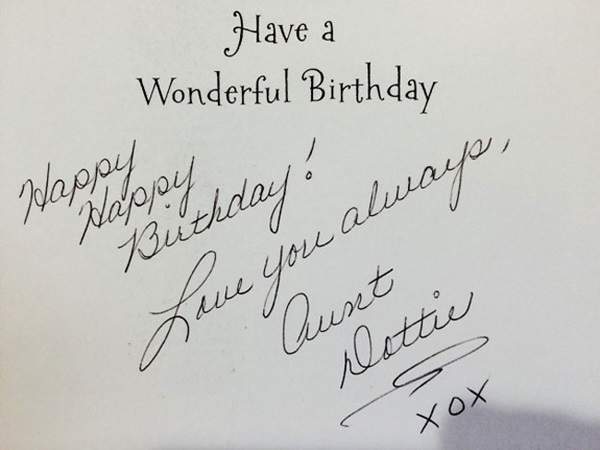 Have a
Wonderful Birthday
Happy
Happy
Birthday!
Love you always,
Aunt
Dottie
XOX